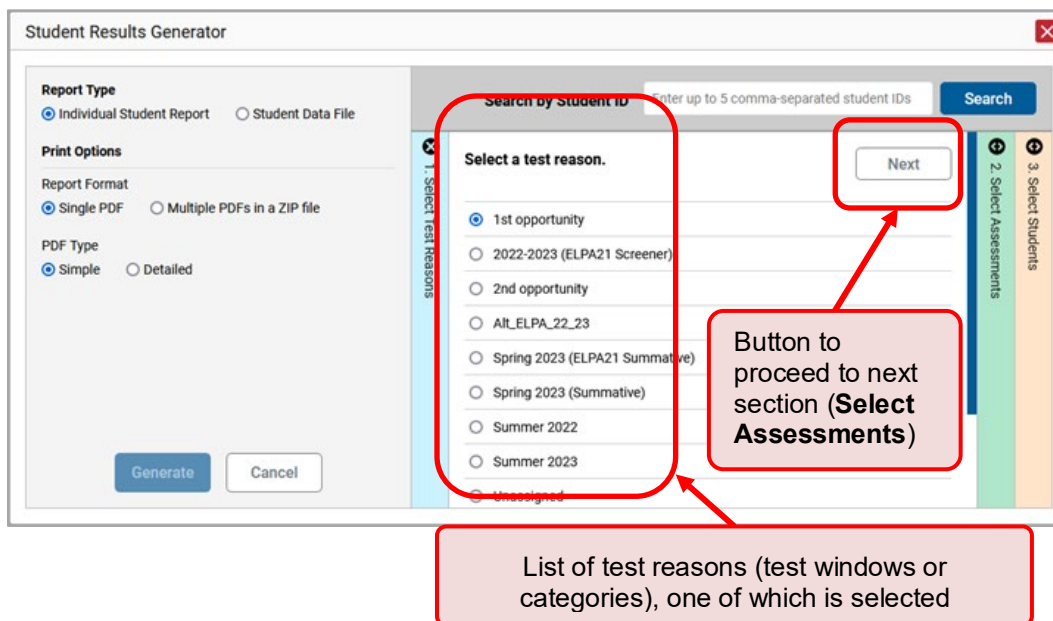 Student Results Generator
Report Type
Individual Student Report Student Data File
Print Options
Report Format
Single PDF Multiple PDFs in a ZIP file
PDF Type
Simple Detailed
Generate Cancel
Search by Student ID Enter up to 5 comma-separated student IDs Search
1. Select Test Reasons
Select a test reason. Next
1st opportunity
2022-2023 (ELPA21 Screener)
2nd opportunity
Alt_ELPA_22_23
Spring 2023 (ELPA21 Summative)
Spring 2023 (Summative)
Summer 2022
Summer 2023
Unassigned
2. Select Assessments
3. Select Students
Button to
proceed to next
section (Select
Assessments)
List of test reasons (test windows or
categories), one of which is selected